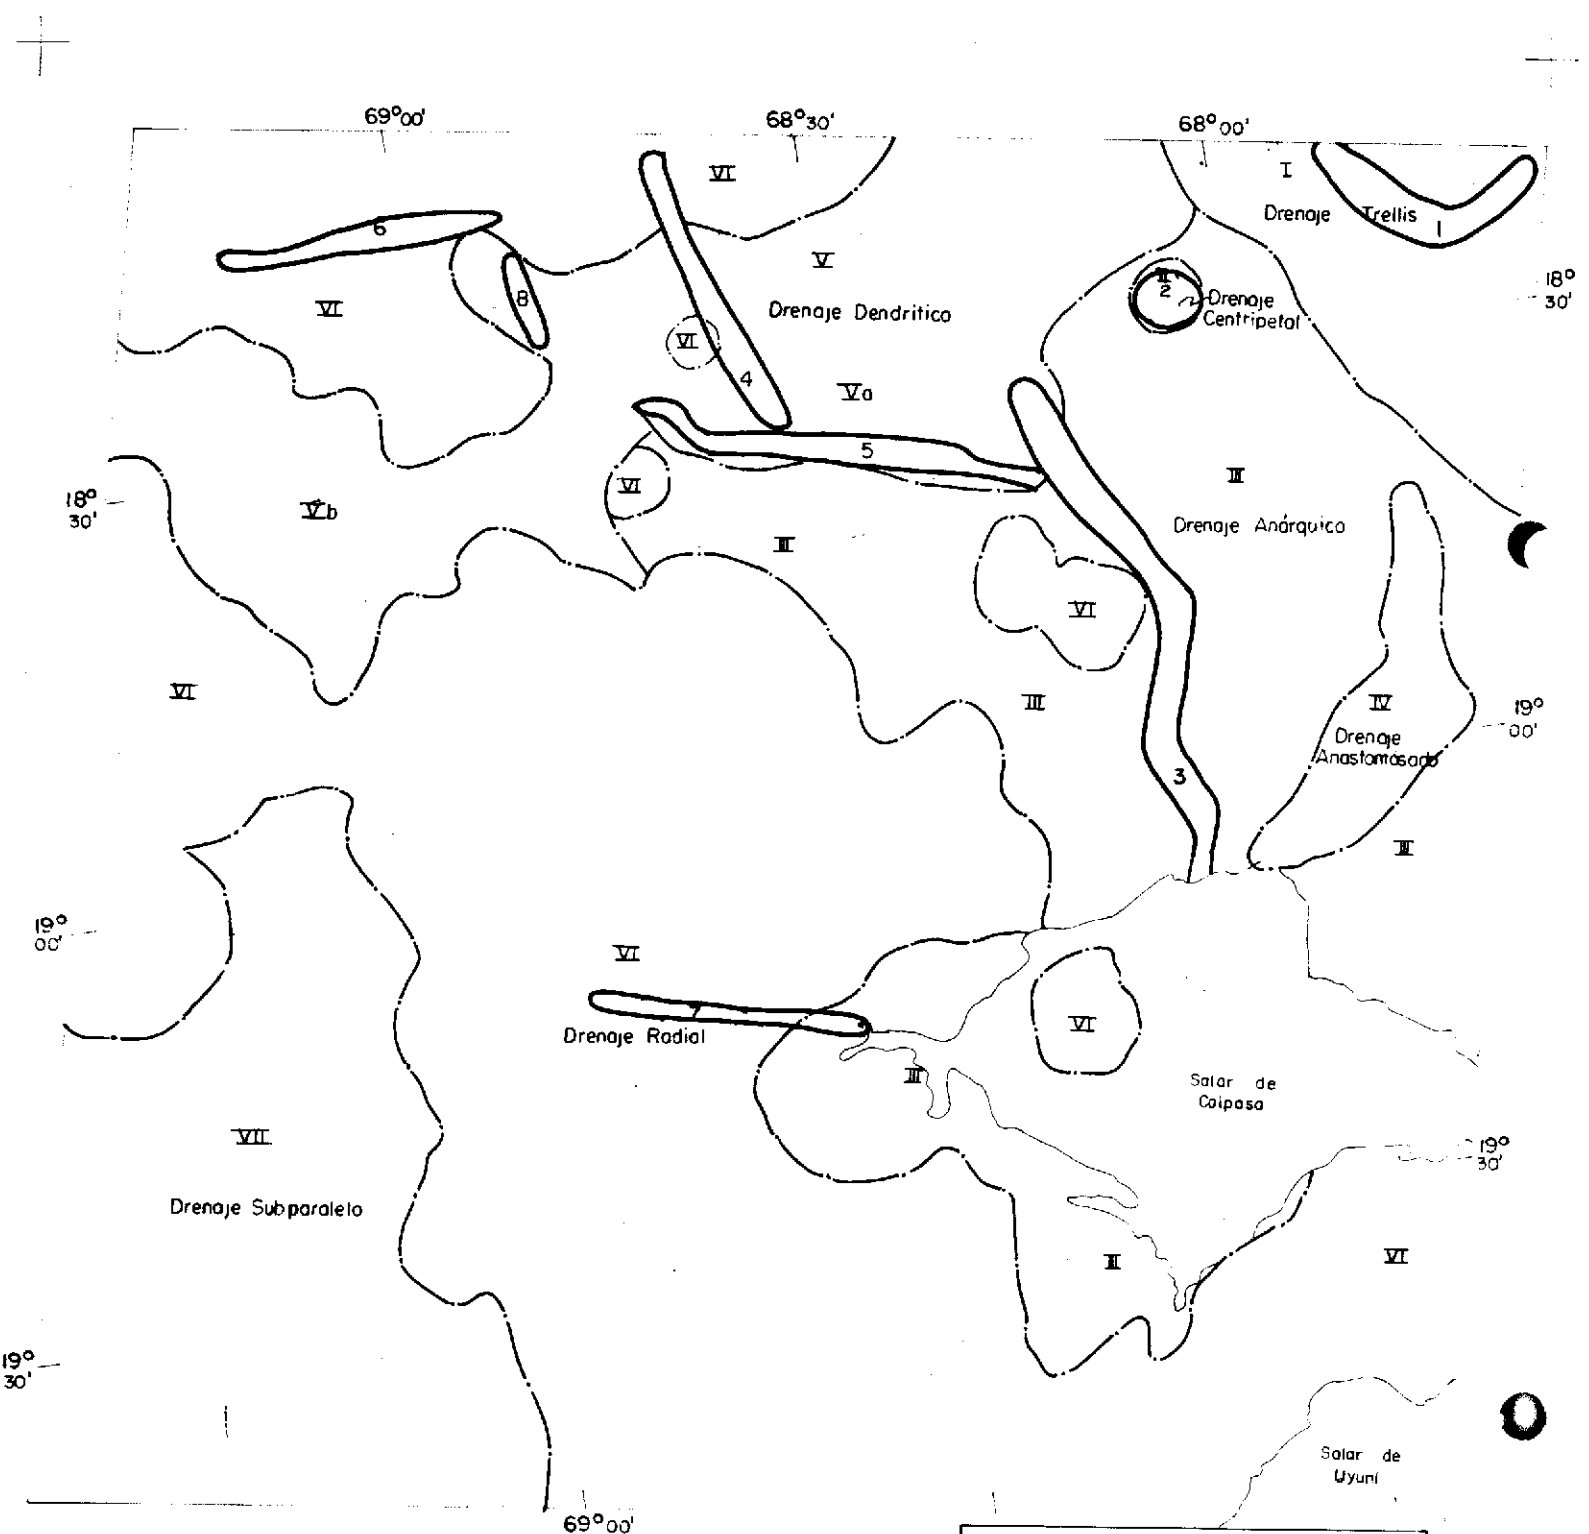 69°00'
68°30'
68°00'
VI
I
Drenaje Trellis
1
6
V
Drenaje Dendritico
II
2
Drenaje
Centripetal
18°
30'
VI
8
VI
4
Va
5
III
Drenaje Anárquico
VI
18°
30'
Vb
III
VI
VI
III
IV
Drenaje
Anastomosado
19°
00'
3
III
19°
00'
VI
7
Drenaje Radial
VI
III
Salar de
Coipasa
VII
19°
30'
Drenaje Subparalelo
III
VI
19°
30'
Salar de
Uyuni
69°00'